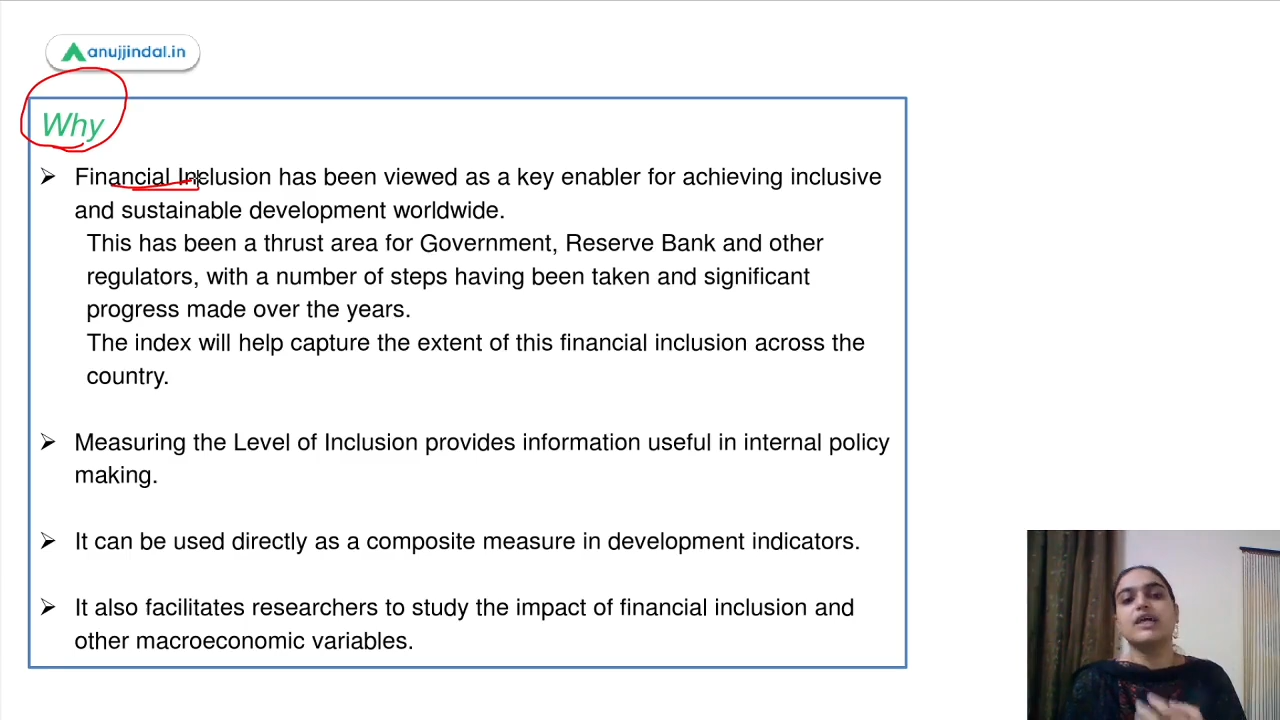 anujjindal.in
Why
➢ Financial Inclusion has been viewed as a key enabler for achieving inclusive
and sustainable development worldwide.
This has been a thrust area for Government, Reserve Bank and other
regulators, with a number of steps having been taken and significant
progress made over the years.
The index will help capture the extent of this financial inclusion across the
country.
➢ Measuring the Level of Inclusion provides information useful in internal policy
making.
➢ It can be used directly as a composite measure in development indicators.
➢ It also facilitates researchers to study the impact of financial inclusion and
other macroeconomic variables.